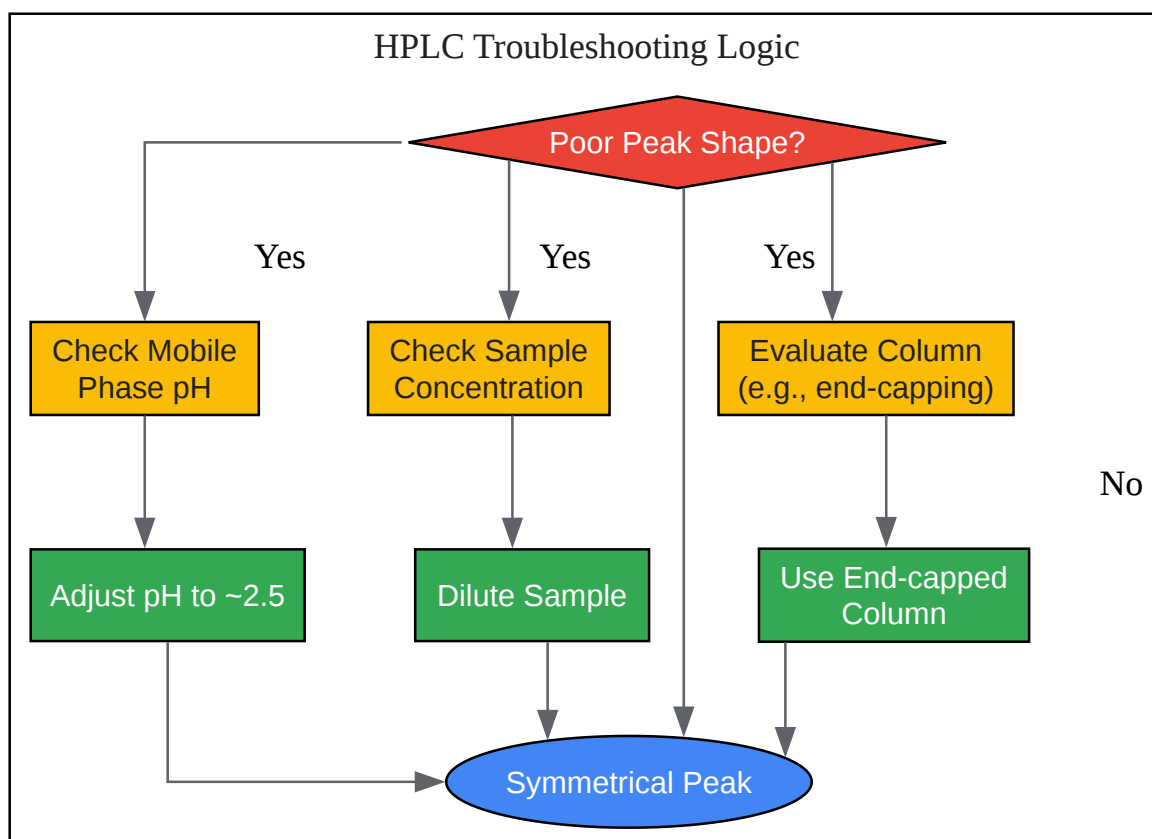 HPLC Troubleshooting Logic
Poor Peak Shape?
Yes
Yes
Yes
Check Mobile
Phase pH
Check Sample
Concentration
Evaluate Column
(e.g., end-capping)
No
Adjust pH to ~2.5
Dilute Sample
Use End-capped
Column
Symmetrical Peak